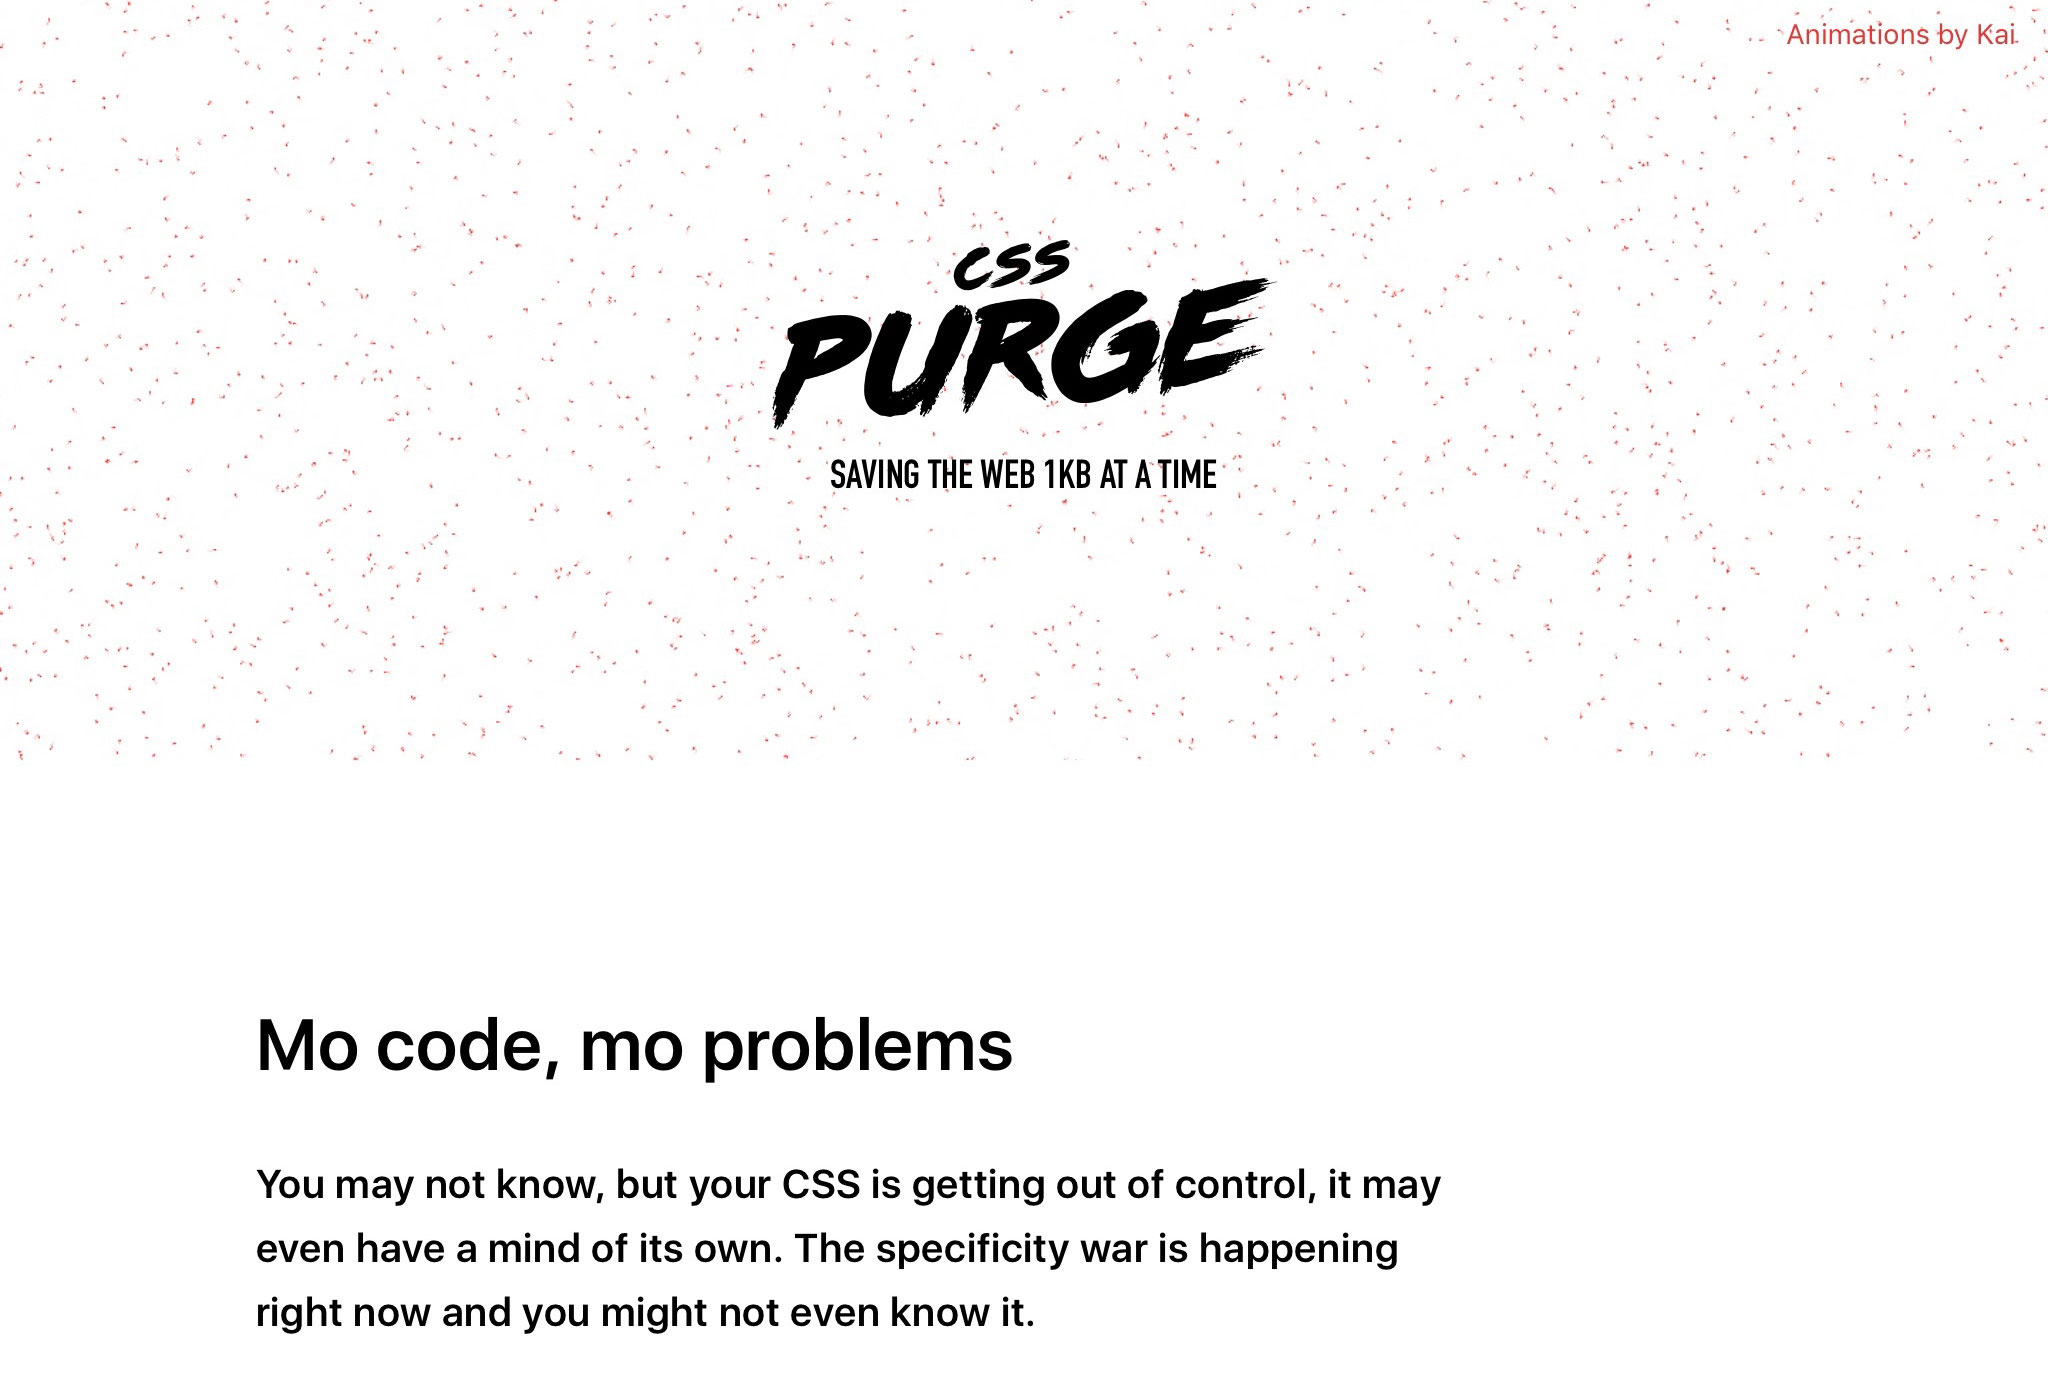 Animations by Kai
CSS
PURGE
SAVING THE WEB 1KB AT A TIME
Mo code, mo problems
You may not know, but your CSS is getting out of control, it may
even have a mind of its own. The specificity war is happening
right now and you might not even know it.